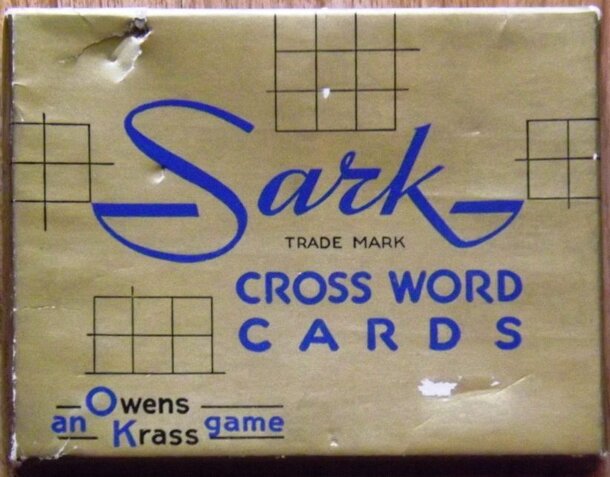 Sark
TRADE MARK
CROSS WORD
CARDS
an Owens Krass game